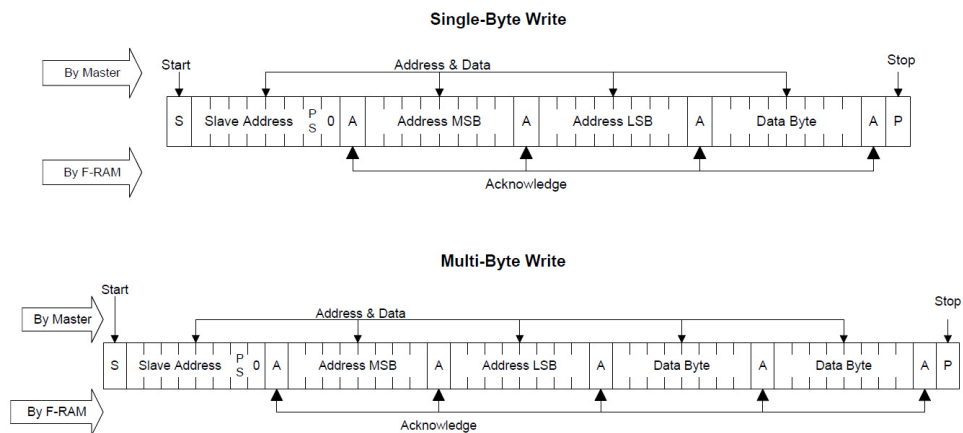 Single-Byte Write
By Master
Start
Address & Data
Stop
S Slave Address P S 0 A Address MSB A Address LSB A Data Byte A P
By F-RAM
Acknowledge
Multi-Byte Write
Start
By Master
Address & Data
Stop
S Slave Address P S 0 A Address MSB A Address LSB A Data Byte A Data Byte A P
By F-RAM
Acknowledge